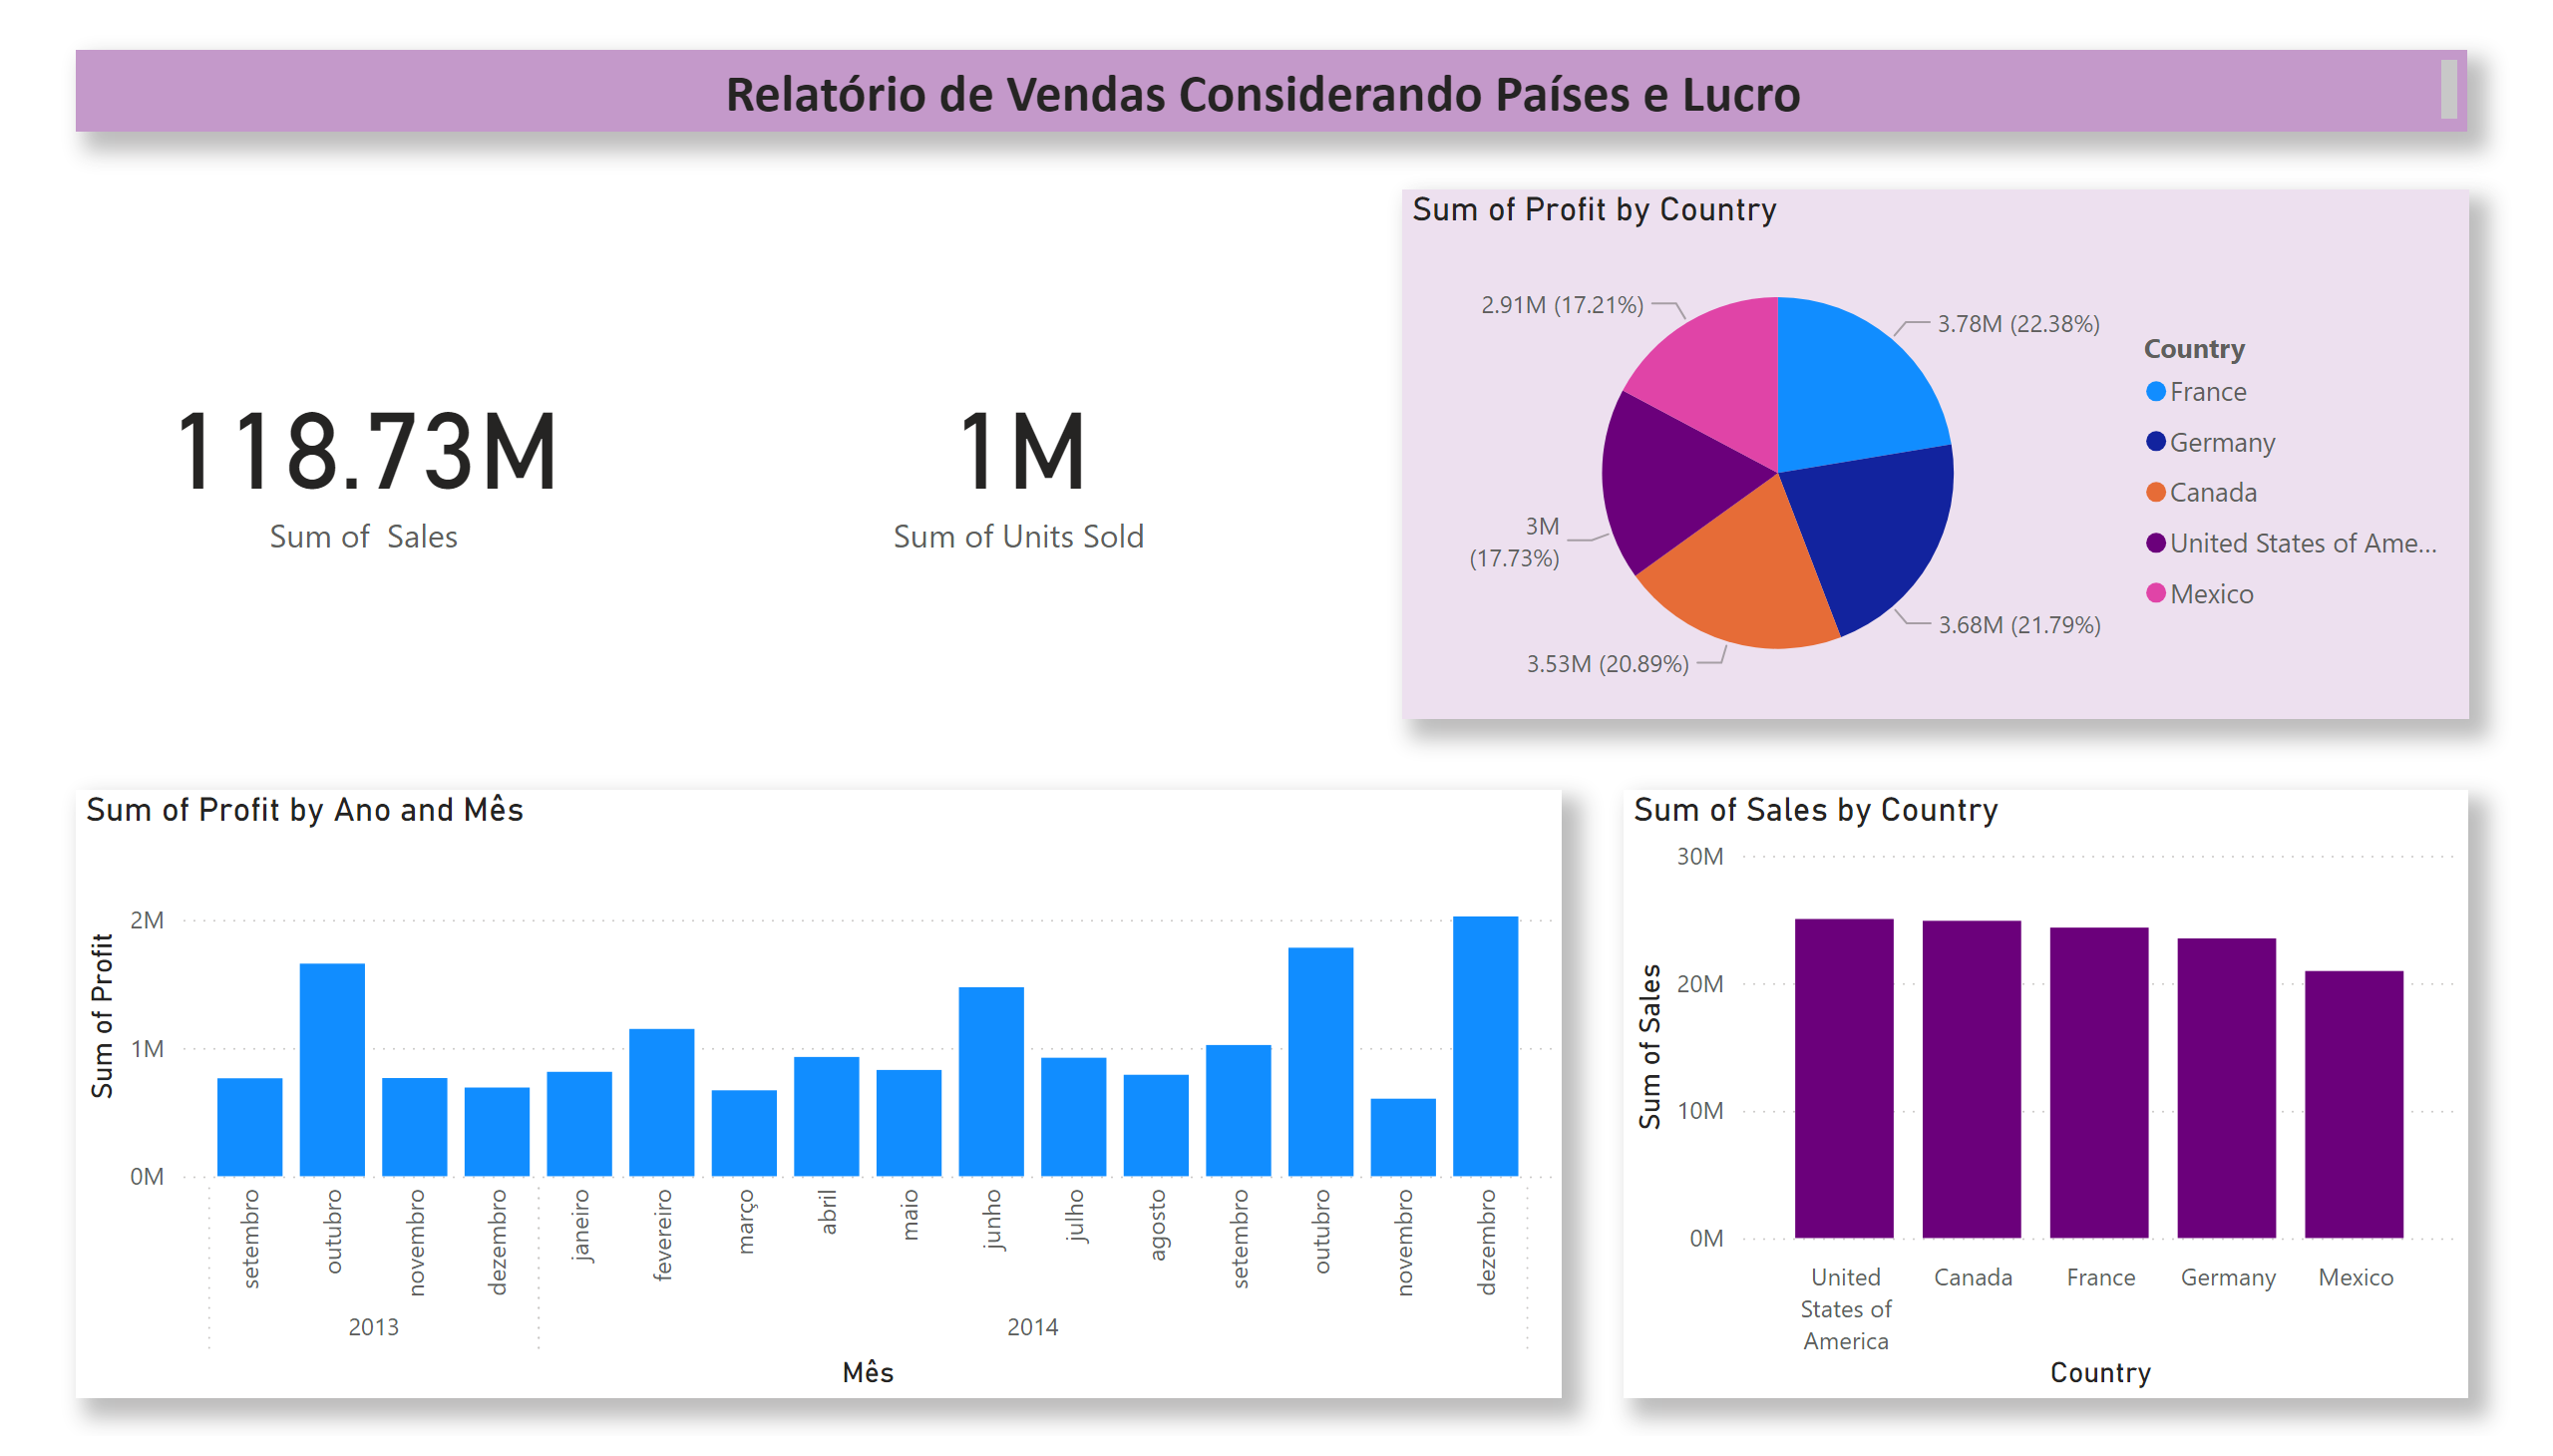 Relatório de Vendas Considerando Países e Lucro
118.73M
Sum of  Sales
1M
Sum of Units Sold
Sum of Profit by Country
2.91M (17.21%)
3.78M (22.38%)
3M
(17.73%)
3.53M (20.89%)
3.68M (21.79%)
Country
France
Germany
Canada
United States of Ame...
Mexico
Sum of Profit by Ano and Mês
Sum of Profit
2M
1M
0M
setembro
outubro
novembro
dezembro
janeiro
fevereiro
março
abril
maio
junho
julho
agosto
setembro
outubro
novembro
dezembro
2013
2014
Mês
Sum of Sales by Country
Sum of Sales
30M
20M
10M
0M
United
States of
America
Canada
France
Germany
Mexico
Country